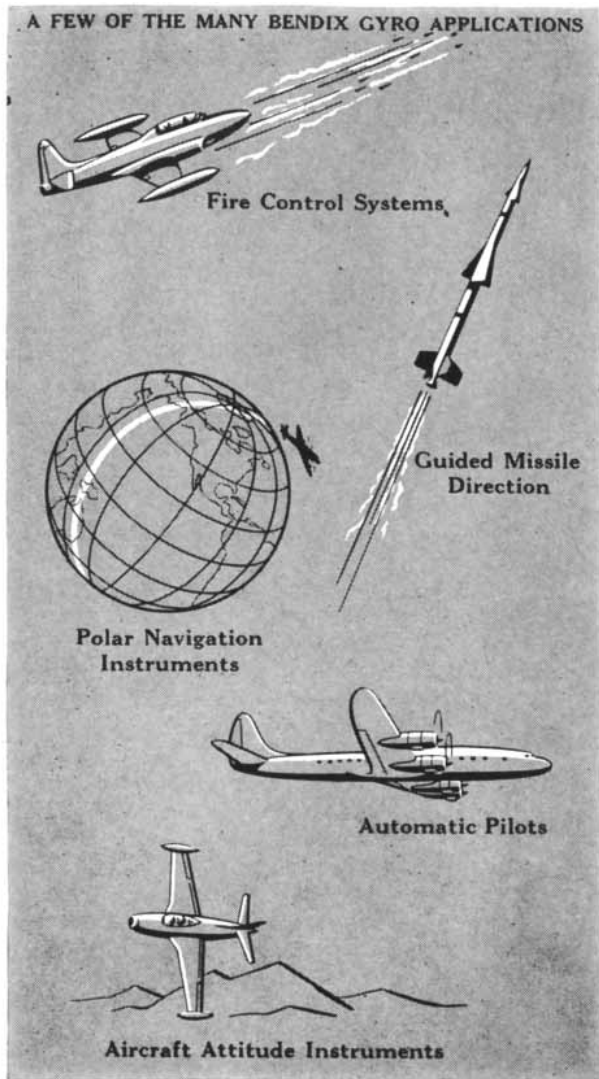 A FEW OF THE MANY BENDIX GYRO APPLICATIONS
Fire Control Systems
Guided Missile
Direction
Polar Navigation
Instruments
Automatic Pilots
Aircraft Attitude Instruments